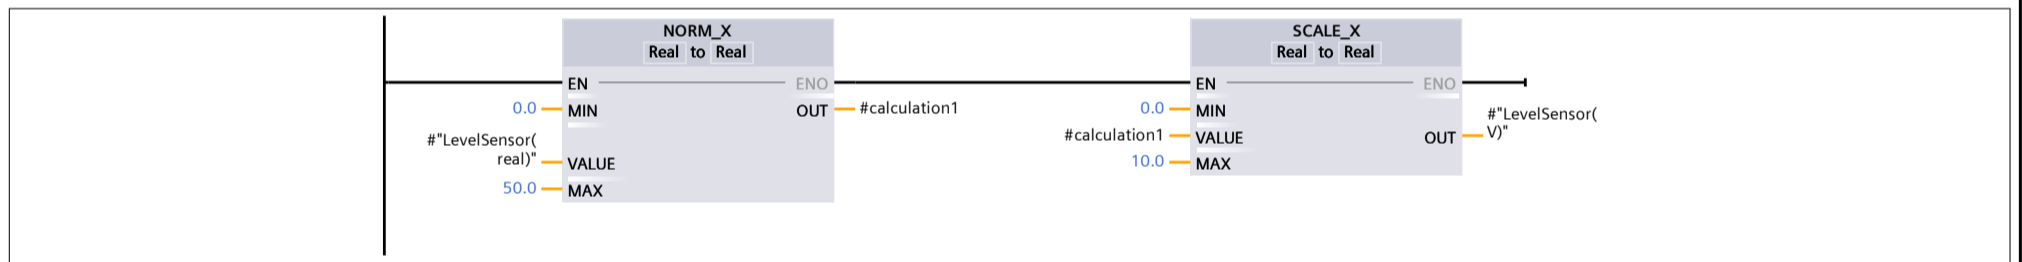 NORM_X
Real to Real
EN ENO
0.0 MIN OUT #calculation1
#"LevelSensor(
real)" VALUE
50.0 MAX
SCALE_X
Real to Real
EN ENO
0.0 MIN
#calculation1 VALUE OUT #"LevelSensor(
V)"
10.0 MAX